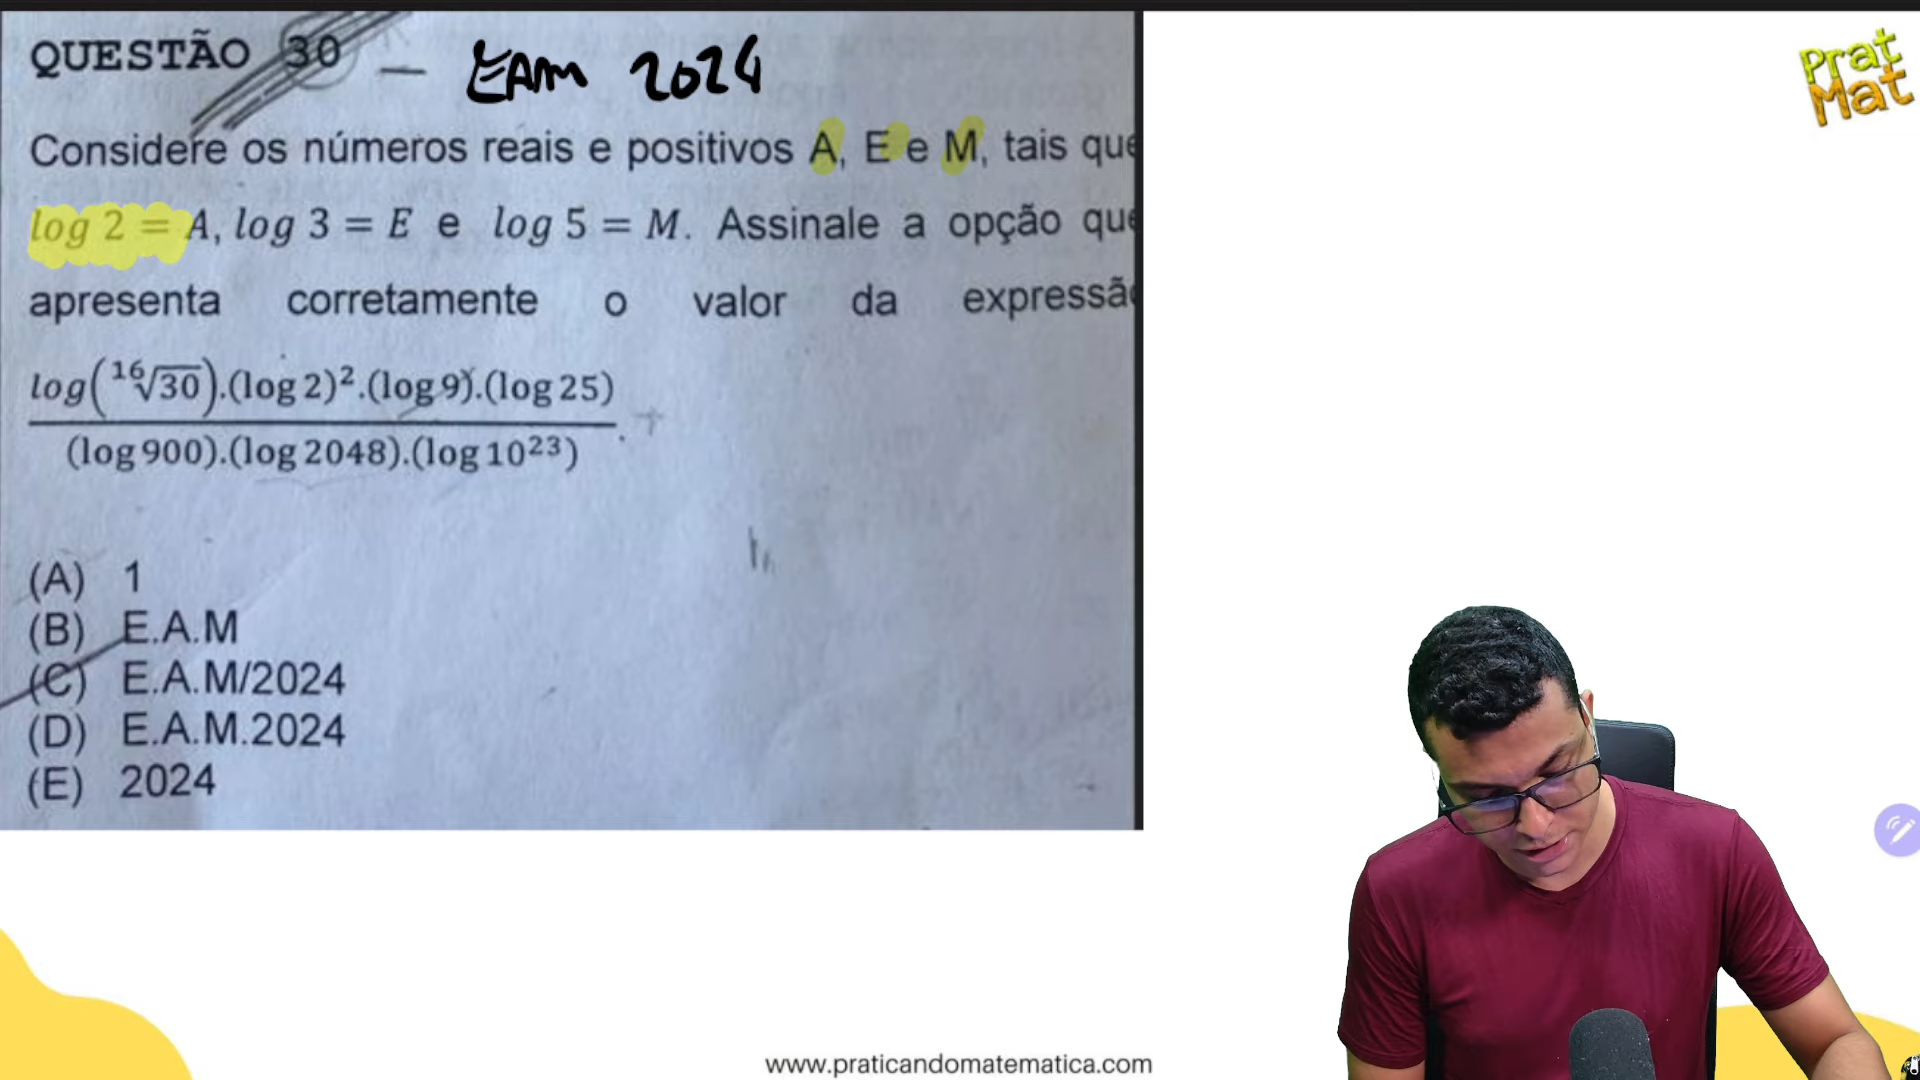 QUESTÃO 30 — EAM 2024
Prat
Mat
Considere os números reais e positivos A, E e M, tais que
log 2 = A, log 3 = E e log 5 = M. Assinale a opção que
apresenta corretamente o valor da expressão
log(¹⁶√30).(log 2)².(log 9).(log 25)
(log 900).(log 2048).(log 10²³)
(A) 1
(B) E.A.M
(C) E.A.M/2024
(D) E.A.M.2024
(E) 2024
www.praticandomatematica.com